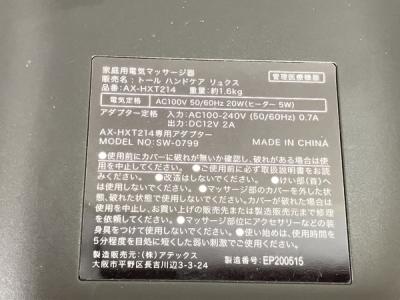 家庭用電気マッサージ器
販売名：トール ハンドケア リュクス
品番：AX-HXT214 重量：約1.6kg
管理医療機器
電気定格 AC100V 50/60Hz 20W(ヒーター 5W)
アダプター定格 入力：AC100-240V (50/60Hz) 0.7A
出力：DC12V 2A
AX-HXT214専用アダプター
MODEL NO：SW-0799 MADE IN CHINA
●使用前にカバーに破れが無いか確認し、破れがある場合は使
用を中止する。●ご使用前に必ず取扱説明書をお読
みください。●改造はしないでください。●けい部（首）へ
使用しないでください。●マッサージ部のカバーを外した状
態、破れた状態で使用しないでください。カバーが破れた場合は
使用を中止し、お買い上げの販売先または製造販売元まで修理
を依頼してください。●マッサージ部位にアクセサリーなどの装
身具をつけて使用しないでください。●使い始めは、使用時間を
5分程度を目処に短めにした弱い刺激でご使用ください。
製造販売元：(株)アテックス
大阪市平野区長吉川辺3-3-24
製造番号：EP200515